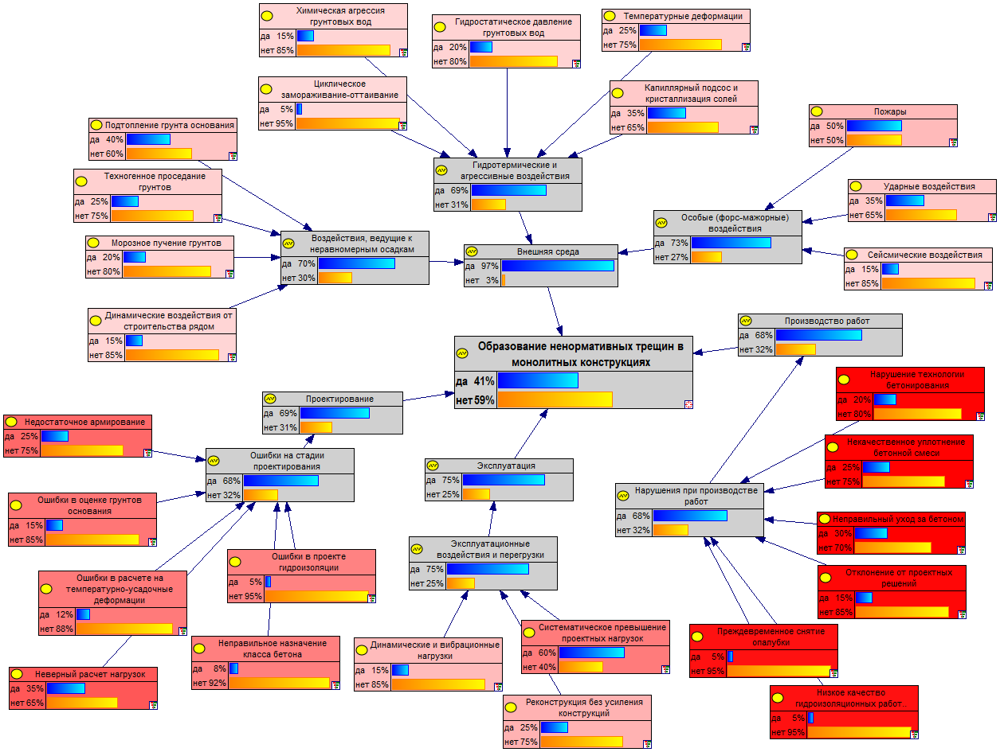 Химическая агрессия
грунтовых вод
да 15%
нет 85%
Гидростатическое давление
грунтовых вод
да 20%
нет 80%
Температурные деформации
да 25%
нет 75%
Циклическое
замораживание-оттаивание
да 5%
нет 95%
Капиллярный подсос и
кристаллизация солей
да 35%
нет 65%
Пожары
да 50%
нет 50%
Подтопление грунта основания
да 40%
нет 60%
Техногенное проседание
грунтов
да 25%
нет 75%
Гидротермические и
агрессивные воздействия
да 69%
нет 31%
Ударные воздействия
да 35%
нет 65%
Особые (форс-мажорные)
воздействия
да 73%
нет 27%
Морозное пучение грунтов
да 20%
нет 80%
Воздействия, ведущие к
неравномерным осадкам
да 70%
нет 30%
Внешняя среда
да 97%
нет 3%
Сейсмические воздействия
да 15%
нет 85%
Динамические воздействия от
строительства рядом
да 15%
нет 85%
Производство работ
да 68%
нет 32%
Образование ненормативных трещин в
монолитных конструкциях
да 41%
нет 59%
Нарушение технологии
бетонирования
да 20%
нет 80%
Проектирование
да 69%
нет 31%
Недостаточное армирование
да 25%
нет 75%
Ошибки на стадии
проектирования
да 68%
нет 32%
Эксплуатация
да 75%
нет 25%
Некачественное уплотнение
бетонной смеси
да 25%
нет 75%
Нарушения при производстве
работ
да 68%
нет 32%
Ошибки в оценке грунтов
основания
да 15%
нет 85%
Неправильный уход за бетоном
да 30%
нет 70%
Эксплуатационные
воздействия и перегрузки
да 75%
нет 25%
Ошибки в проекте
гидроизоляции
да 5%
нет 95%
Отклонение от проектных
решений
да 15%
нет 85%
Ошибки в расчете на
температурно-усадочные
деформации
да 12%
нет 88%
Систематическое превышение
проектных нагрузок
да 60%
нет 40%
Преждевременное снятие
опалубки
да 5%
нет 95%
Неправильное назначение
класса бетона
да 8%
нет 92%
Динамические и вибрационные
нагрузки
да 15%
нет 85%
Неверный расчет нагрузок
да 35%
нет 65%
Реконструкция без усиления
конструкций
да 25%
нет 75%
Низкое качество
гидроизоляционных работ..
да 5%
нет 95%